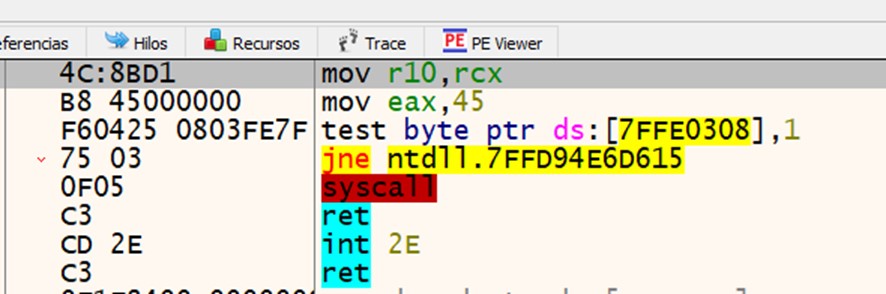 eferencias Hilos Recursos Trace PE PE Viewer
4C:8BD1 mov r10,rcx
B8 45000000 mov eax,45
F60425 0803FE7F test byte ptr ds:[7FFE0308],1
75 03 jne ntdll.7FFD94E6D615
0F05 syscall
C3 ret
CD 2E int 2E
C3 ret